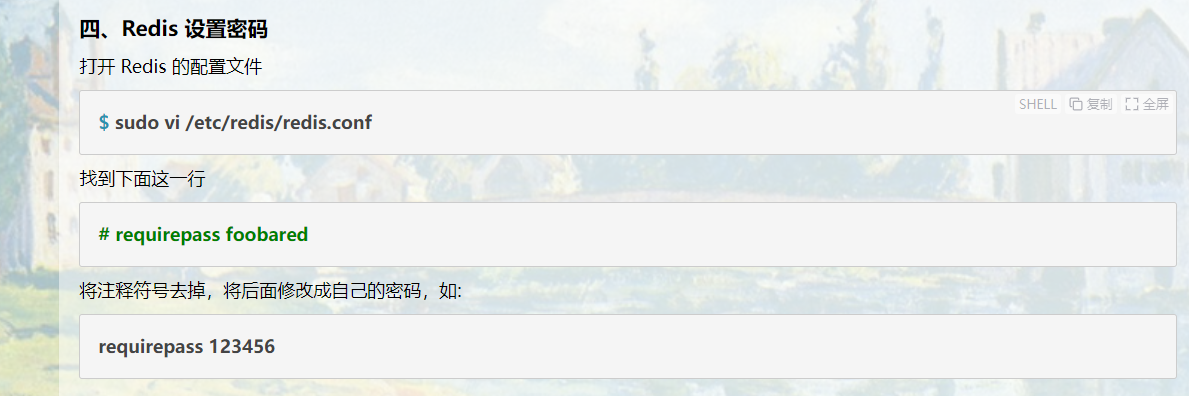 四、Redis 设置密码
打开 Redis 的配置文件
SHELL 复制 全屏
$ sudo vi /etc/redis/redis.conf
找到下面这一行
# requirepass foobared
将注释符号去掉，将后面修改成自己的密码，如:
requirepass 123456